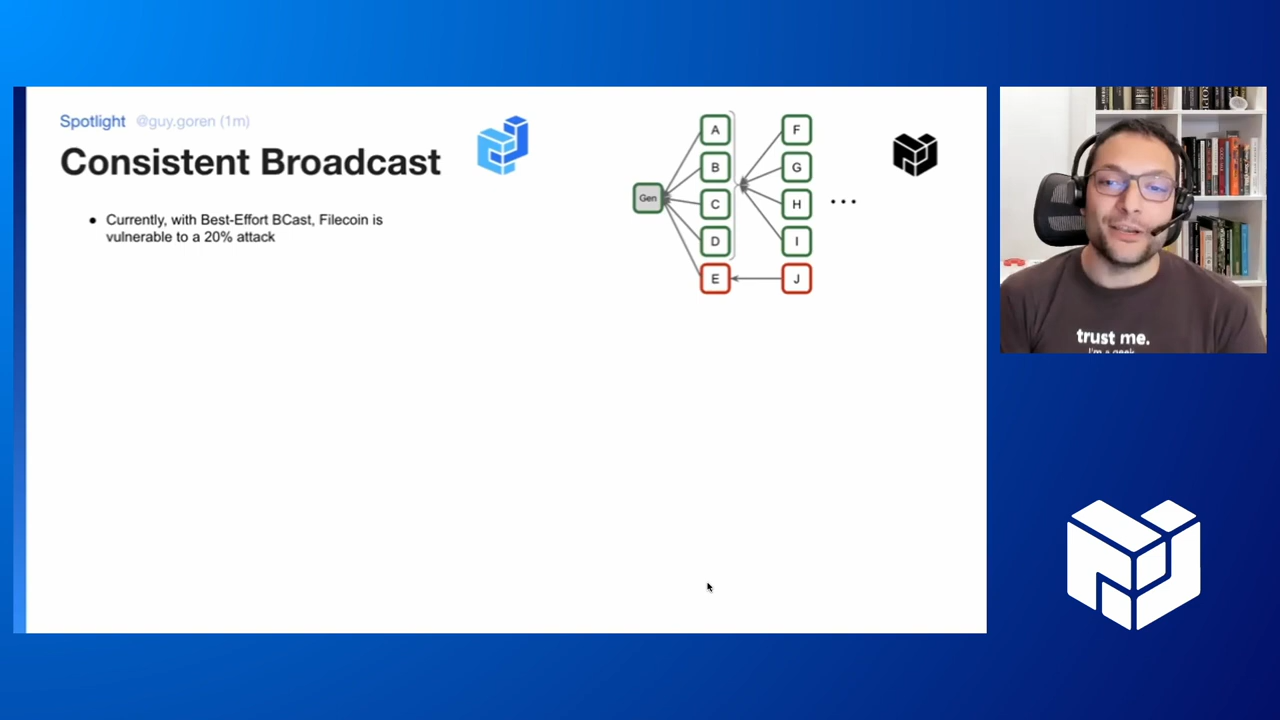 Spotlight @guy.goren (1m)
Consistent Broadcast
● Currently, with Best-Effort BCast, Filecoin is
vulnerable to a 20% attack
Gen
A
B
C
D
E
F
G
H
I
J
...
trust me.
I'm a geek